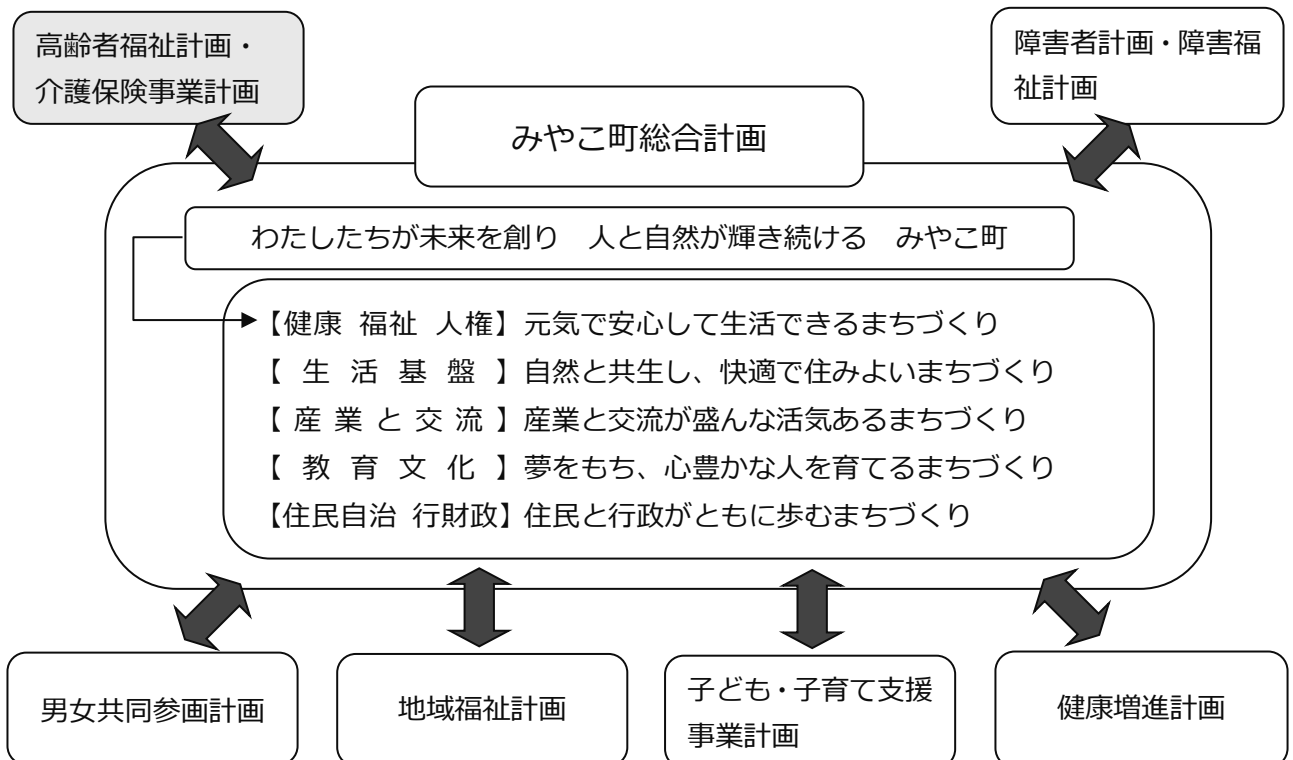 高齢者福祉計画・
介護保険事業計画
障害者計画・障害福
祉計画
みやこ町総合計画
わたしたちが未来を創り　人と自然が輝き続ける　みやこ町
【健康 福祉 人権】元気で安心して生活できるまちづくり
【 生 活 基 盤 】自然と共生し、快適で住みよいまちづくり
【 産 業 と 交 流 】産業と交流が盛んな活気あるまちづくり
【 教 育 文 化 】夢をもち、心豊かな人を育てるまちづくり
【住民自治 行財政】住民と行政がともに歩むまちづくり
男女共同参画計画
地域福祉計画
子ども・子育て支援
事業計画
健康増進計画